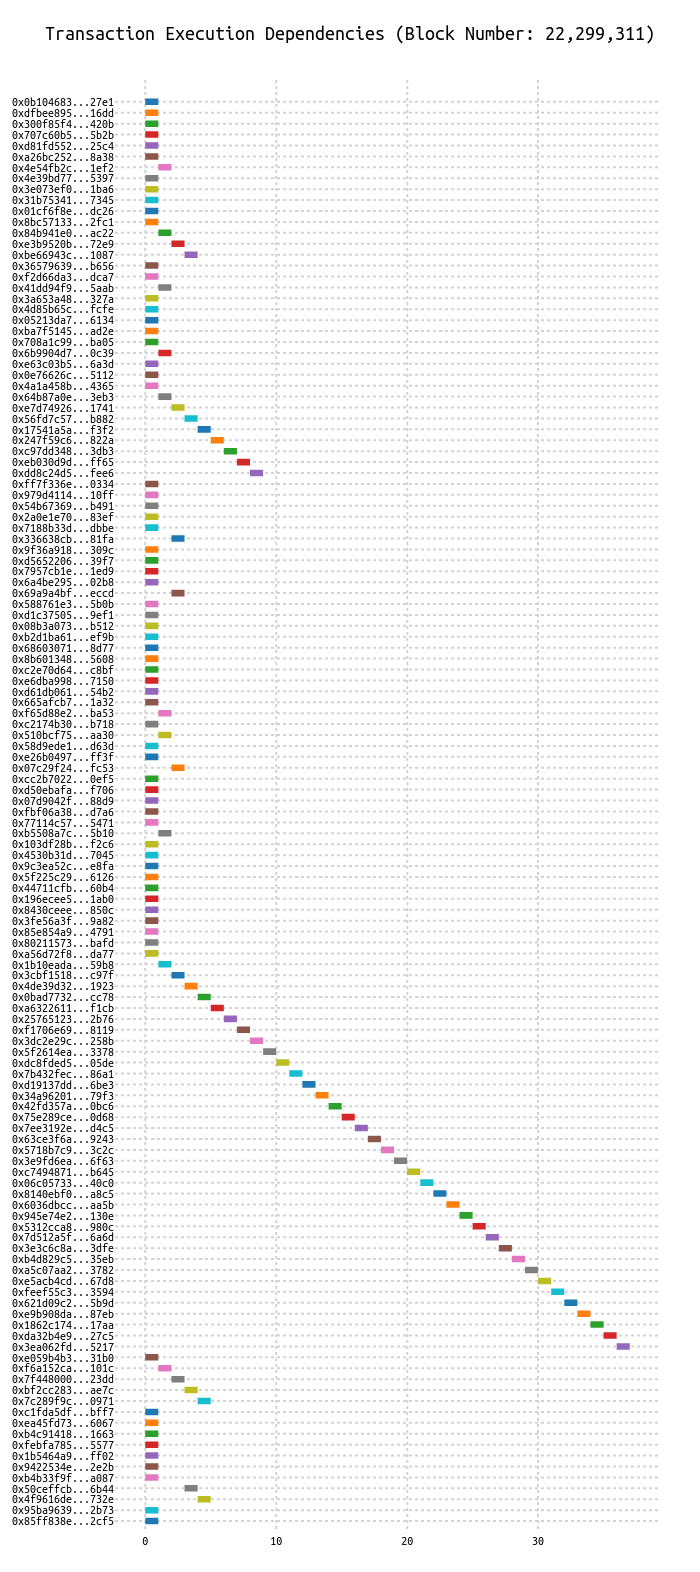 Transaction Execution Dependencies (Block Number: 22,299,311)
0x0b104683...27e1
0xdfbee895...16dd
0x300f85f4...420b
0x707c60b5...5b2b
0xd81fd552...25c4
0xa26bc252...8a38
0x4e54fb2c...1ef2
0x4e39bd77...5397
0x3e073ef0...1ba6
0x31b75341...7345
0x01cf6f8e...dc26
0x8bc57133...2fc1
0x84b941e0...ac22
0xe3b9520b...72e9
0xbe66943c...1087
0x36579639...b656
0xf2d66da3...dca7
0x41dd94f9...5aab
0x3a653a48...327a
0x4d85b65c...fcfe
0x05213da7...6134
0xba7f5145...ad2e
0x708a1c99...ba05
0x6b9904d7...0c39
0xe63c03b5...6a3d
0x0e76626c...5112
0x4a1a458b...4365
0x64b87a0e...3eb3
0xe7d74926...1741
0x56fd7c57...b882
0x17541a5a...f3f2
0x247f59c6...822a
0xc97dd348...3db3
0xeb030d9d...ff65
0xdd8c24d5...fee6
0xff7f336e...0334
0x979d4114...10ff
0x54b67369...b491
0x2a0e1e70...83ef
0x7188b33d...dbbe
0x336638cb...81fa
0x9f36a918...309c
0xd5652206...39f7
0x7957cb1e...1ed9
0x6a4be295...02b8
0x69a9a4bf...eccd
0x588761e3...5b0b
0xd1c37505...9ef1
0x08b3a073...b512
0xb2d1ba61...ef9b
0x68603071...8d77
0x8b601348...5608
0xc2e70d64...c8bf
0xe6dba998...7150
0xd61db061...54b2
0x665afcb7...1a32
0xf65d88e2...ba53
0xc2174b30...b718
0x510bcf75...aa30
0x58d9ede1...d63d
0xe26b0497...ff3f
0x07c29f24...fc53
0xcc2b7022...0ef5
0xd50ebafa...f706
0x07d9042f...88d9
0xfbf06a38...d7a6
0x77114c57...5471
0xb5508a7c...5b10
0x103df28b...f2c6
0x4530b31d...7045
0x9c3ea52c...e8fa
0x5f225c29...6126
0x44711cfb...60b4
0x196ecee5...1ab0
0x8430ceee...850c
0x3fe56a3f...9a82
0x85e854a9...4791
0x80211573...bafd
0xa56d72f8...da77
0x1b10eada...59b8
0x3cbf1518...c97f
0x4de39d32...1923
0x0bad7732...cc78
0xa6322611...f1cb
0x25765123...2b76
0xf1706e69...8119
0x3dc2e29c...258b
0x5f2614ea...3378
0xdc8fded5...05de
0x7b432fec...86a1
0xd19137dd...6be3
0x34a96201...79f3
0x42fd357a...0bc6
0x75e289ce...0d68
0x7ee3192e...d4c5
0x63ce3f6a...9243
0x5718b7c9...3c2c
0x3e9fd6ea...6f63
0xc7494871...b645
0x06c05733...40c0
0x8140ebf0...a8c5
0x6036dbcc...aa5b
0x945e74e2...130e
0x5312cca8...980c
0x7d512a5f...6a6d
0x3e3c6c8a...3dfe
0xb4d829c5...35eb
0xa5c07aa2...3782
0xe5acb4cd...67d8
0xfeef55c3...3594
0x621d09c2...5b9d
0xe9b908da...87eb
0x1862c174...17aa
0xda32b4e9...27c5
0x3ea062fd...5217
0xe059b4b3...31b0
0xf6a152ca...101c
0x7f448000...23dd
0xbf2cc283...ae7c
0x7c289f9c...0971
0xc1fda5df...bff7
0xea45fd73...6067
0xb4c91418...1663
0xfebfa785...5577
0x1b5464a9...ff02
0x9422534e...2e2b
0xb4b33f9f...a087
0x50ceffcb...6b44
0x4f9616de...732e
0x95ba9639...2b73
0x85ff838e...2cf5
0 10 20 30